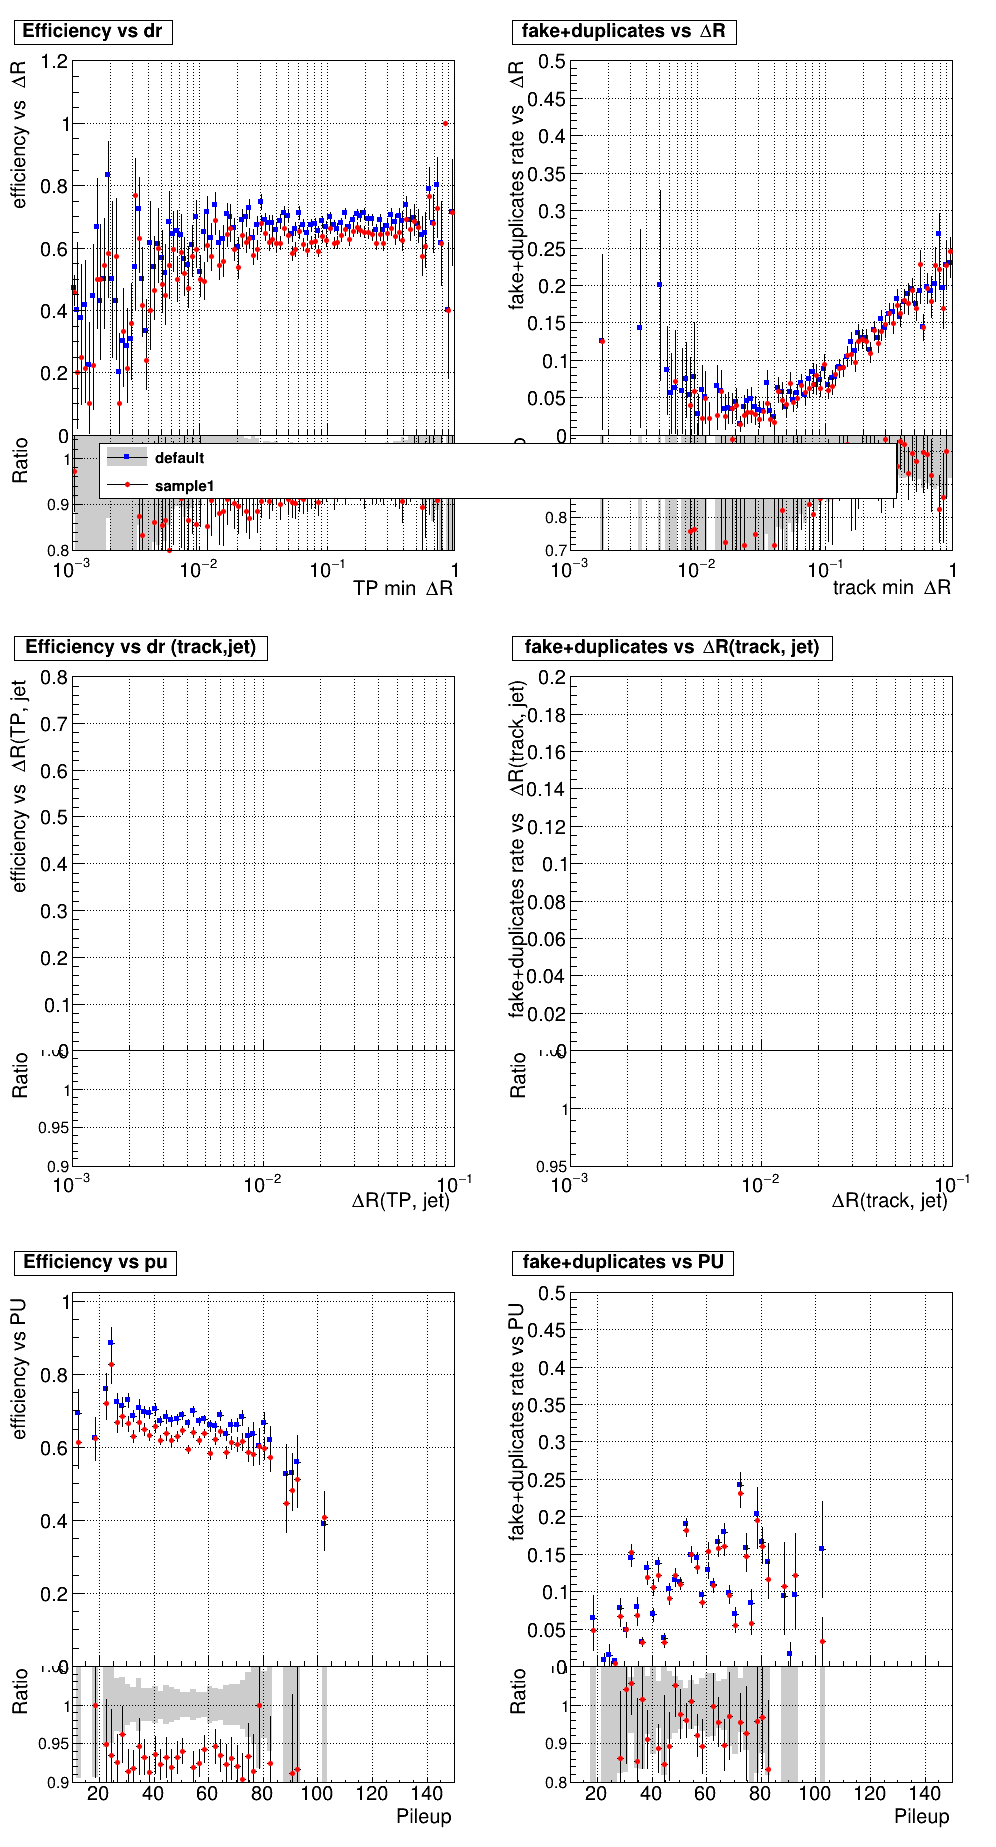 Efficiency vs dr
fake+duplicates vs ΔR
efficiency vs ΔR
1.2
1
0.8
0.6
0.4
0.2
0
fake+duplicates rate vs ΔR
0.5
0.45
0.4
0.35
0.3
0.25
0.2
0.15
0.1
0.05
0
Ratio
1
0.9
0.8
default
sample1
0.8
0.7
10⁻³ 10⁻² 10⁻¹ 1
TP min ΔR
10⁻³ 10⁻² 10⁻¹ 1
track min ΔR
Efficiency vs dr (track,jet)
fake+duplicates vs ΔR(track, jet)
efficiency vs ΔR(TP, jet
0.8
0.7
0.6
0.5
0.4
0.3
0.2
0.1
0
fake+duplicates rate vs ΔR(track, jet)
0.2
0.18
0.16
0.14
0.12
0.1
0.08
0.06
0.04
0.02
0
Ratio
1
0.95
0.9
Ratio
1
0.95
10⁻³ 10⁻² 10⁻¹
ΔR(TP, jet)
10⁻³ 10⁻² 10⁻¹
ΔR(track, jet)
Efficiency vs pu
fake+duplicates vs PU
efficiency vs PU
1
0.8
0.6
0.4
0.2
0
fake+duplicates rate vs PU
0.5
0.45
0.4
0.35
0.3
0.25
0.2
0.15
0.1
0.05
0
Ratio
1
0.95
0.9
Ratio
1
0.9
0.8
20 40 60 80 100 120 140
Pileup
20 40 60 80 100 120 140
Pileup